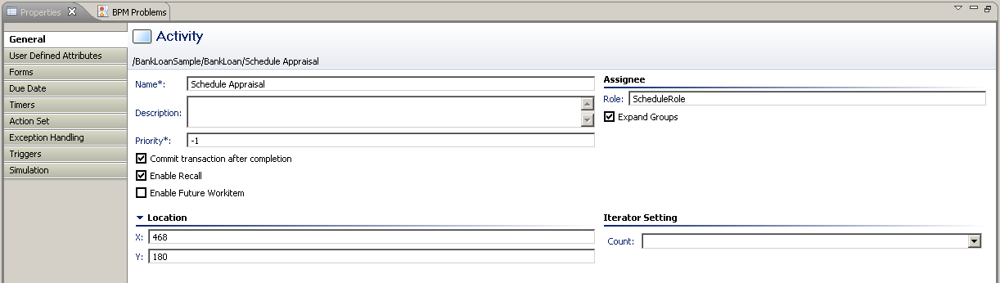 Properties
BPM Problems
General
User Defined Attributes
Forms
Due Date
Timers
Action Set
Exception Handling
Triggers
Simulation
Activity
/BankLoanSample/BankLoan/Schedule Appraisal
Name*: Schedule Appraisal
Description:
Priority*: -1
Commit transaction after completion
Enable Recall
Enable Future Workitem
Assignee
Role: ScheduleRole
Expand Groups
Location
X: 468
Y: 180
Iterator Setting
Count: